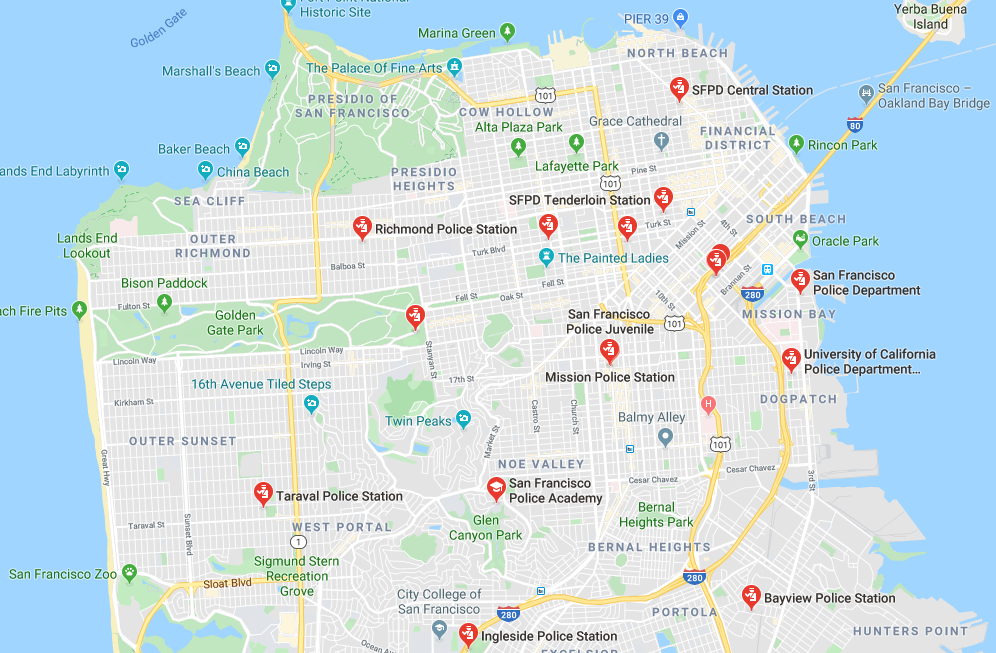 Fort Point National
Historic Site
Golden Gate
Marina Green
PIER 39
Yerba Buena
Island
NORTH BEACH
Marshall's Beach
The Palace Of Fine Arts
SFPD Central Station
San Francisco –
Oakland Bay Bridge
PRESIDIO OF
SAN FRANCISCO
101
COW HOLLOW
Alta Plaza Park
Grace Cathedral
80
FINANCIAL
DISTRICT
Rincon Park
Baker Beach
China Beach
ands End Labyrinth
Lafayette Park
Pine St
PRESIDIO
HEIGHTS
101
SEA CLIFF
SFPD Tenderloin Station
SOUTH BEACH
Richmond Police Station
Turk St
Mission St
4th St
Lands End
Lookout
OUTER
RICHMOND
Turk Blvd
Oracle Park
Balboa St
The Painted Ladies
Brannan St
San Francisco
Police Department
Bison Paddock
Fulton St
Fell St
Oak St
Fell St
10th St
280
ch Fire Pits
Golden
Gate Park
San Francisco
Police Juvenile
101
MISSION BAY
Lincoln Way
Lincoln Way
Irving St
Stanyan St
17th St
Mission Police Station
University of California
Police Department...
16th Avenue Tiled Steps
Kirkham St
Castro St
Church St
H
DOGPATCH
Twin Peaks
Market St
Balmy Alley
OUTER SUNSET
101
Great Hwy
NOE VALLEY
Cesar Chavez
Cesar Chavez
3rd St
San Francisco
Police Academy
Taraval Police Station
Sunset Blvd
Taraval St
WEST PORTAL
Glen
Canyon Park
Bernal
Heights Park
1
BERNAL HEIGHTS
San Francisco Zoo
Sloat Blvd
Sigmund Stern
Recreation
Grove
280
City College of
San Francisco
280
Bayview Police Station
PORTOLA
Ingleside Police Station
HUNTERS POINT
Ocean Ave
EXCELSIOR